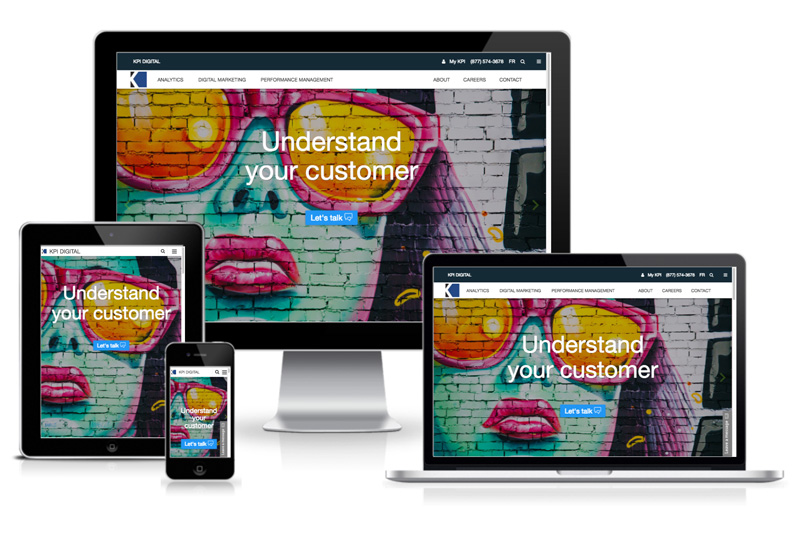 KPI DIGITAL
My KPI (877) 574-3678 FR
ANALYTICS DIGITAL MARKETING PERFORMANCE MANAGEMENT ABOUT CAREERS CONTACT
Understand
your customer
Let's talk
KPI DIGITAL
Understand
your customer
Let's talk
KPI DIGITAL
Understand
your
customer
Let's talk
KPI DIGITAL
My KPI (877) 574-3678 FR
ANALYTICS DIGITAL MARKETING PERFORMANCE MANAGEMENT ABOUT CAREERS CONTACT
Understand
your customer
Let's talk